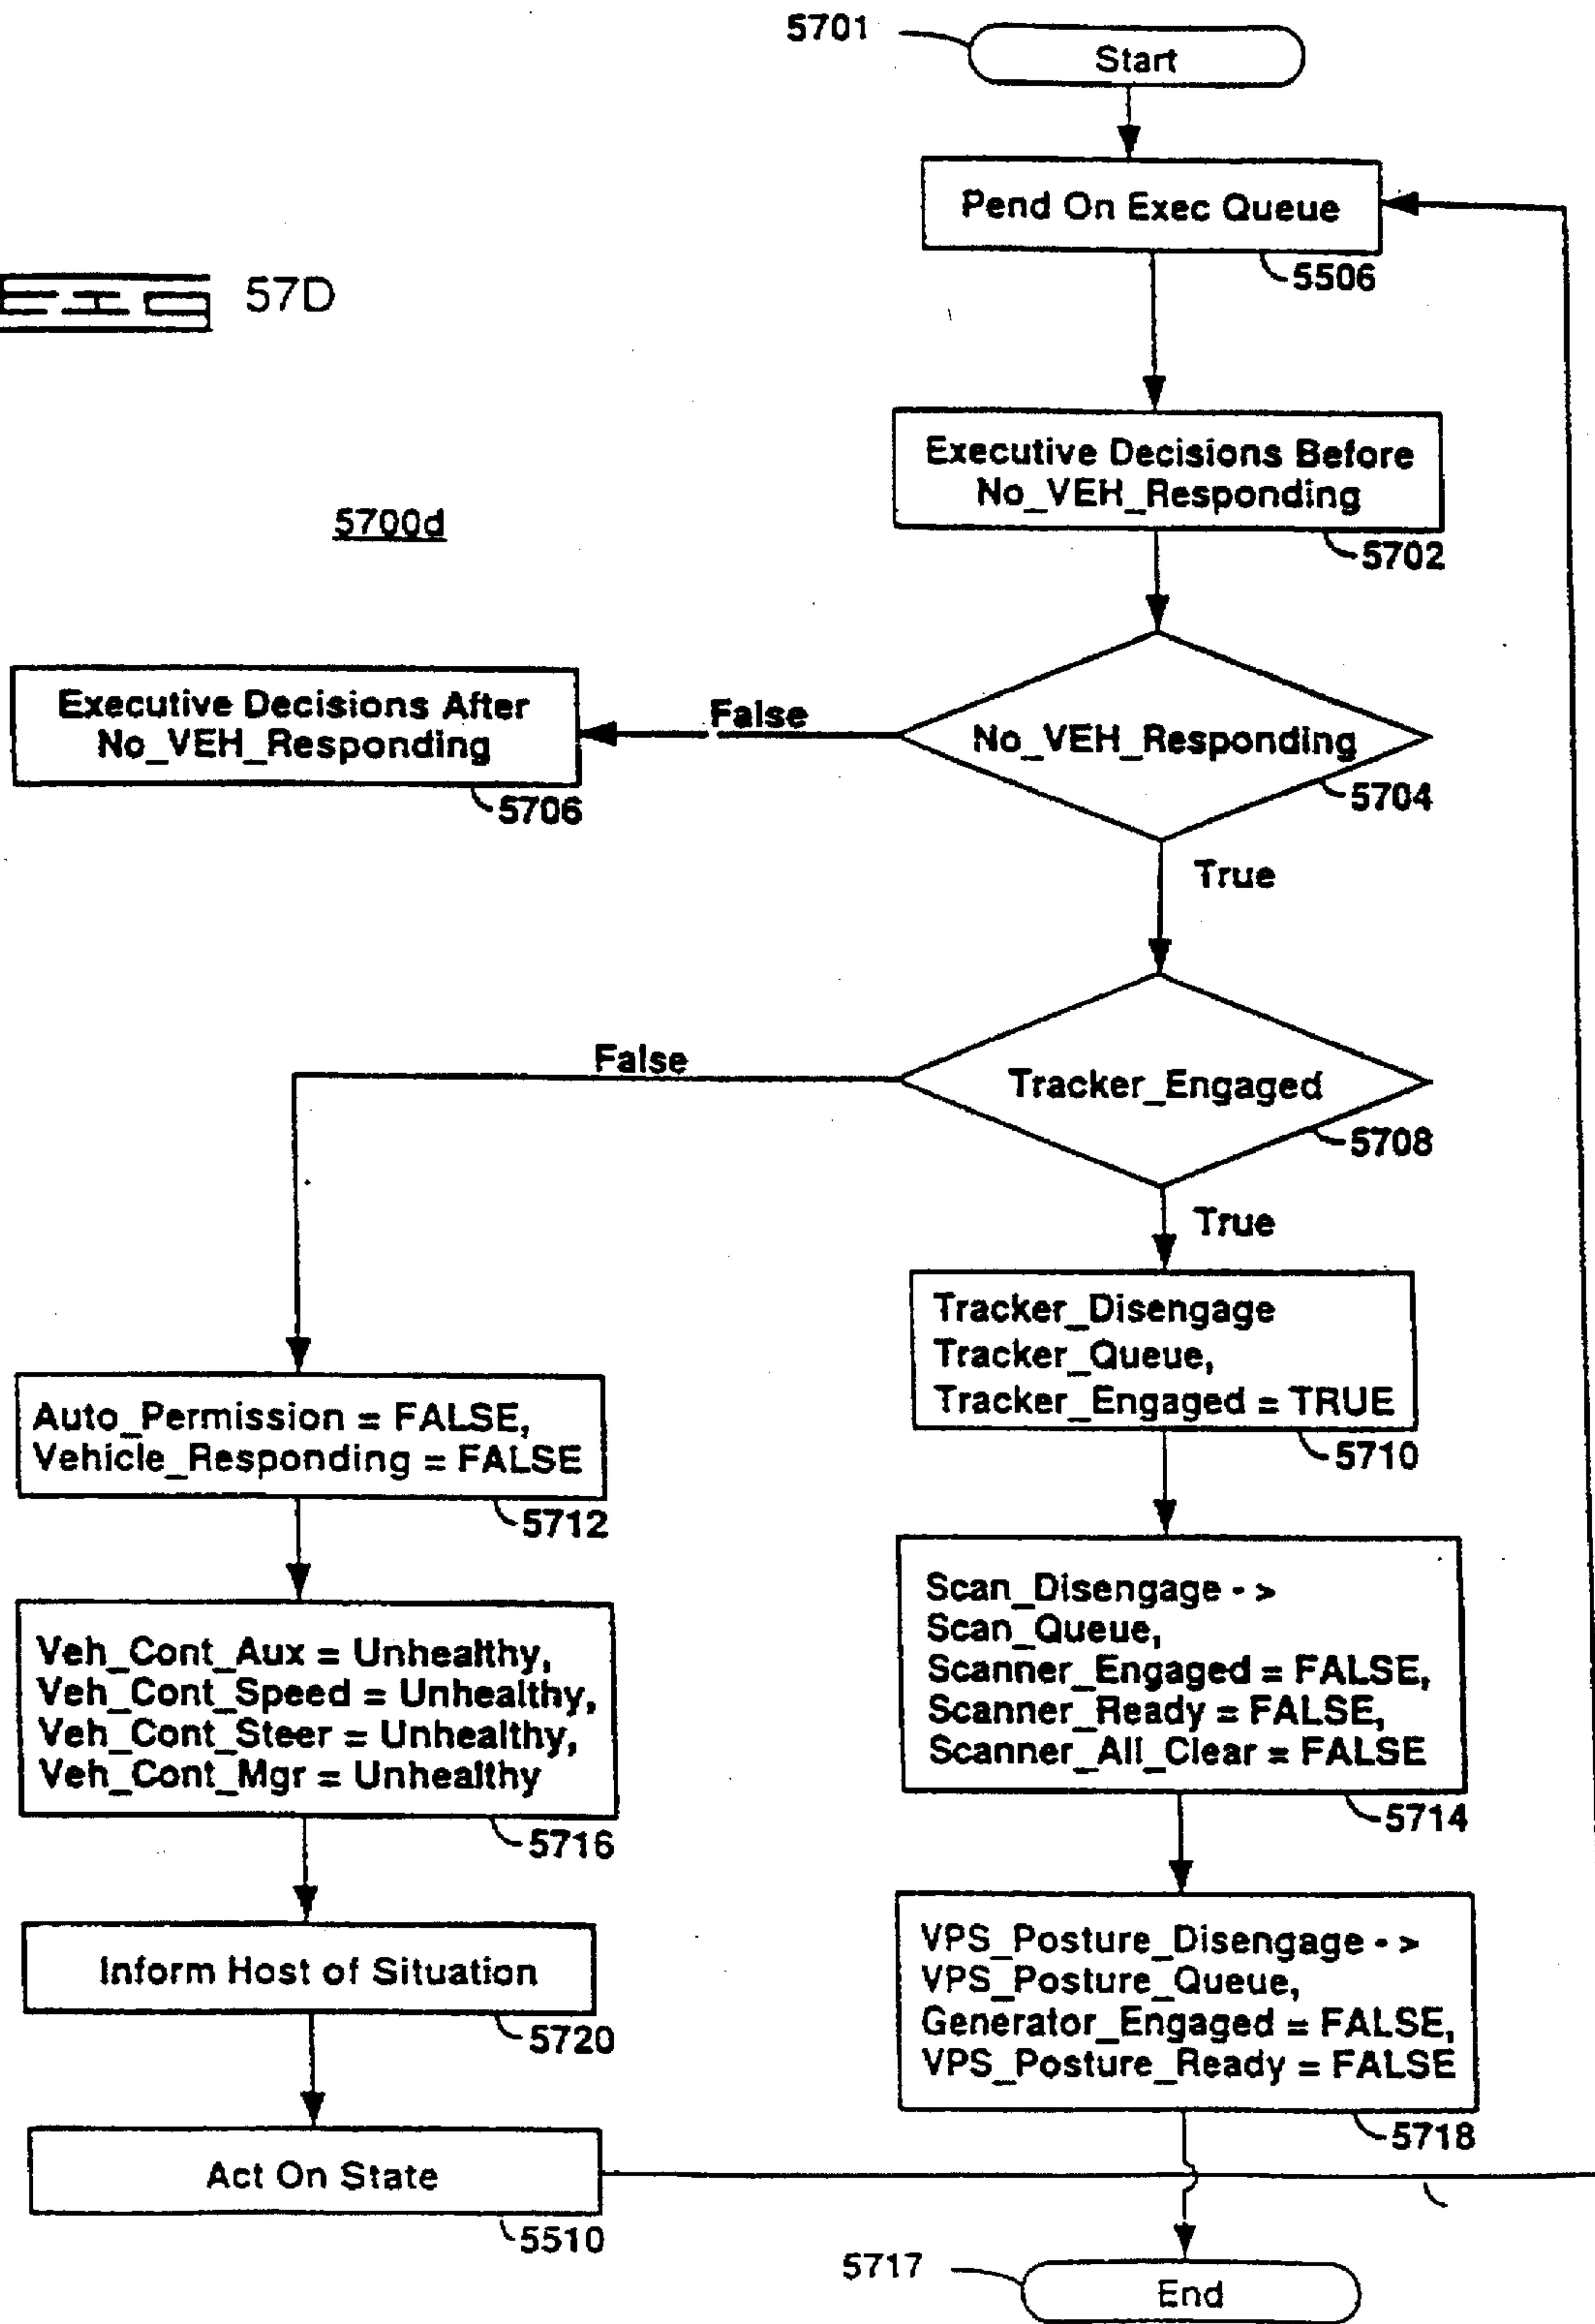 5701
Start
Pend On Exec Queue
5506
FIG 57D
Executive Decisions Before
No_VEH_Responding
5702
5700d
Executive Decisions After
No_VEH_Responding
5706
False
No_VEH_Responding
5704
True
False
Tracker_Engaged
5708
True
Tracker_Disengage
Tracker_Queue,
Tracker_Engaged = TRUE
5710
Auto_Permission = FALSE,
Vehicle_Responding = FALSE
5712
Scan_Disengage - >
Scan_Queue,
Scanner_Engaged = FALSE,
Scanner_Ready = FALSE,
Scanner_All_Clear = FALSE
5714
Veh_Cont_Aux = Unhealthy,
Veh_Cont_Speed = Unhealthy,
Veh_Cont_Steer = Unhealthy,
Veh_Cont_Mgr = Unhealthy
5716
VPS_Posture_Disengage - >
VPS_Posture_Queue,
Generator_Engaged = FALSE,
VPS_Posture_Ready = FALSE
5718
Inform Host of Situation
5720
Act On State
5510
5717
End